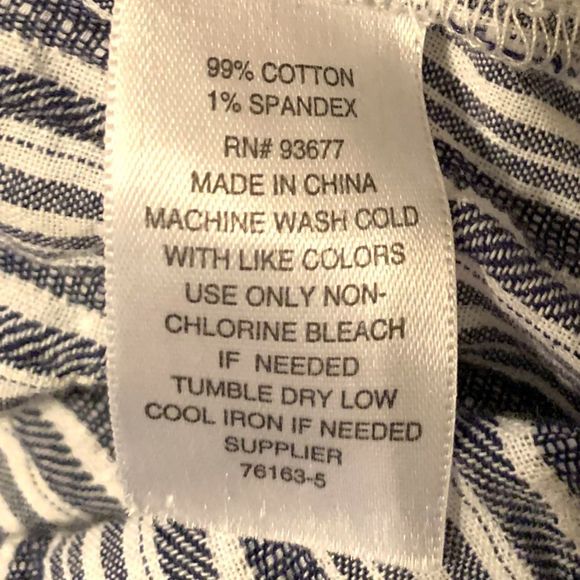 99% COTTON
1% SPANDEX
RN# 93677
MADE IN CHINA
MACHINE WASH COLD
WITH LIKE COLORS
USE ONLY NON-
CHLORINE BLEACH
IF NEEDED
TUMBLE DRY LOW
COOL IRON IF NEEDED
SUPPLIER
76163-5